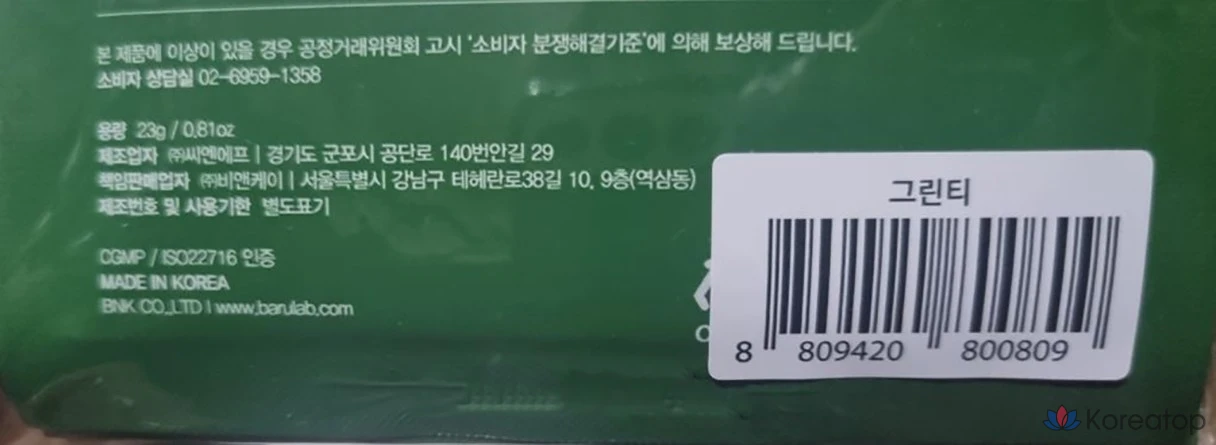 본 제품에 이상이 있을 경우 공정거래위원회 고시 '소비자 분쟁해결기준'에 의해 보상해 드립니다.
소비자 상담실 02-6959-1358
용량 23g / 0.81oz
제조업자 ㈜씨엔에프 | 경기도 군포시 공단로 140번안길 29
책임판매업자 ㈜비앤케이 | 서울특별시 강남구 테헤란로38길 10, 9층(역삼동)
제조번호 및 사용기한 별도표기
CGMP / ISO22716 인증
MADE IN KOREA
BNK CO.,LTD | www.barulab.com
그린티
8 809420 800809
Koreatop